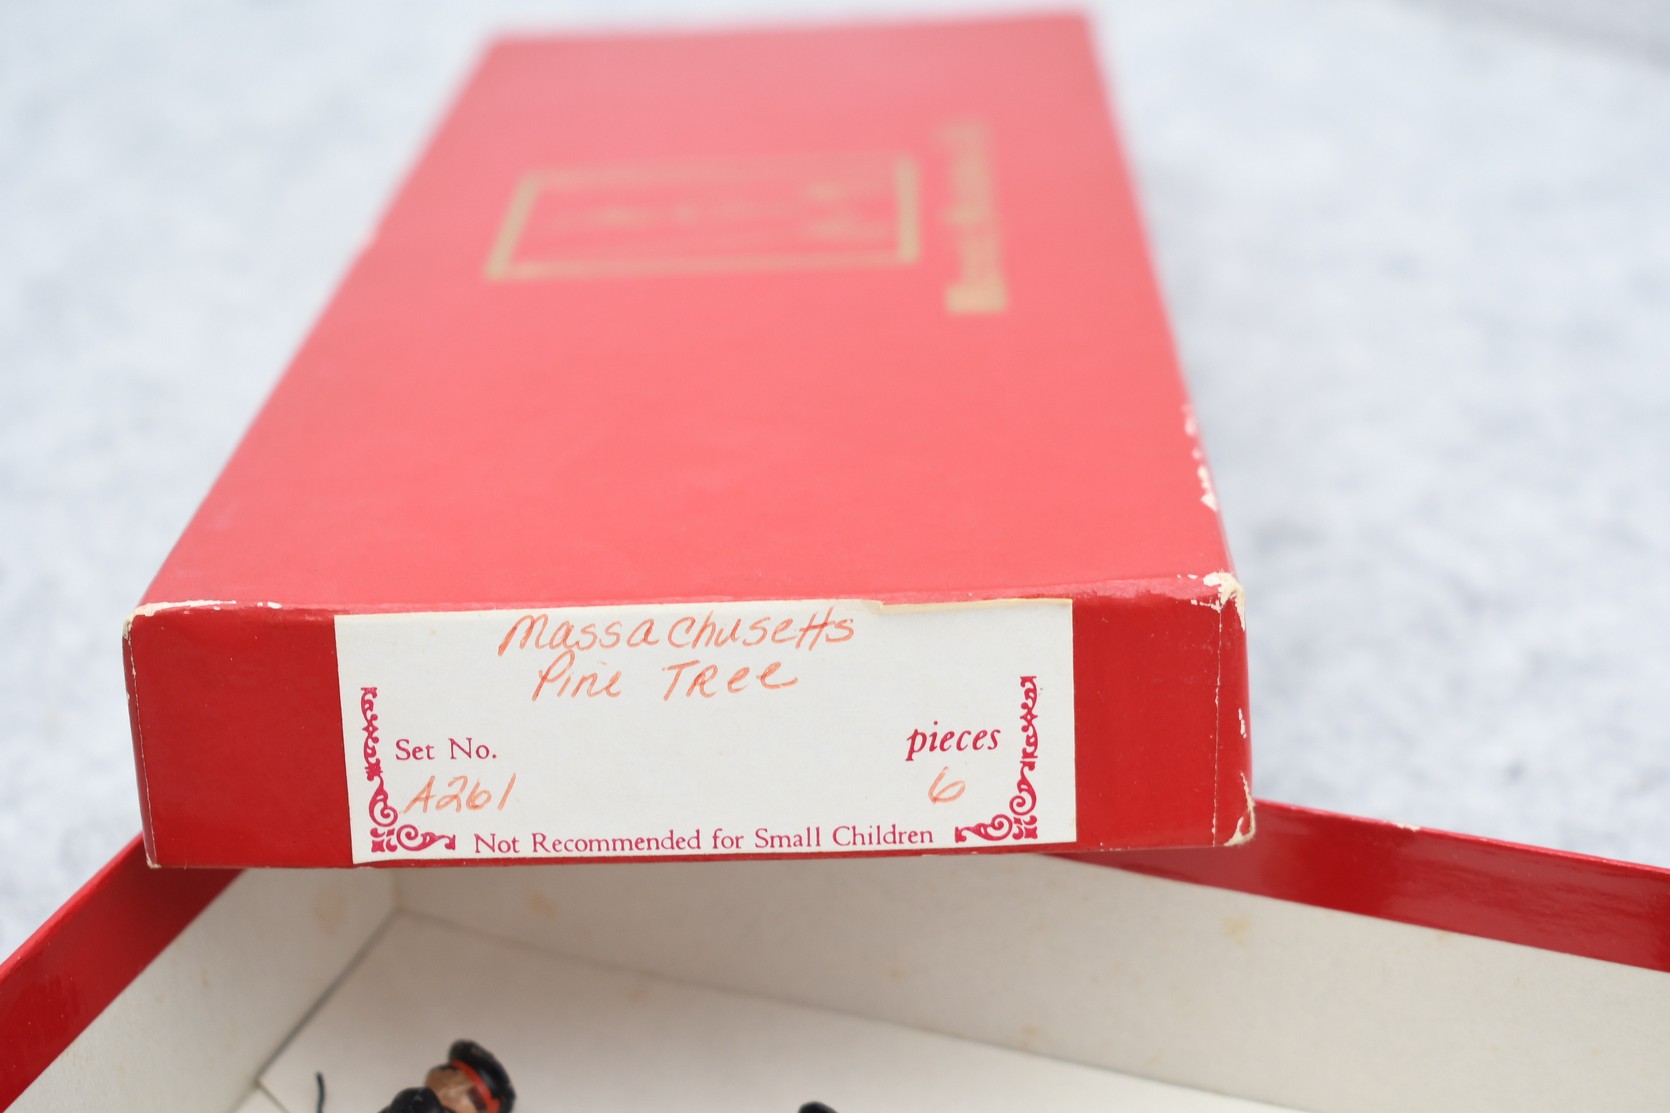 Massachusetts
Pine Tree
Set No.
pieces
A261
6
Not Recommended for Small Children